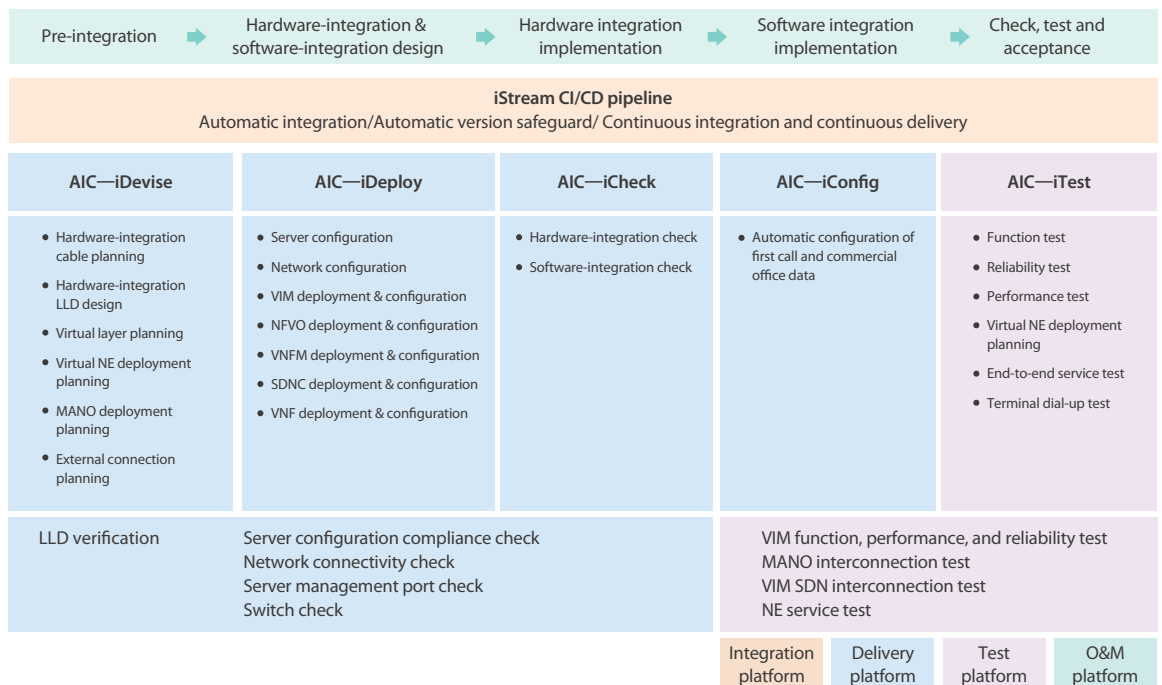 Pre-integration
Hardware-integration &
software-integration design
Hardware integration
implementation
Software integration
implementation
Check, test and
acceptance
iStream CI/CD pipeline
Automatic integration/Automatic version safeguard/ Continuous integration and continuous delivery
AIC—iDevise
AIC—iDeploy
AIC—iCheck
AIC—iConfig
AIC—iTest
• Hardware-integration
cable planning
• Hardware-integration
LLD design
• Virtual layer planning
• Virtual NE deployment
planning
• MANO deployment
planning
• External connection
planning
• Server configuration
• Network configuration
• VIM deployment & configuration
• NFVO deployment & configuration
• VNFM deployment & configuration
• SDNC deployment & configuration
• VNF deployment & configuration
• Hardware-integration check
• Software-integration check
• Automatic configuration of
first call and commercial
office data
• Function test
• Reliability test
• Performance test
• Virtual NE deployment
planning
• End-to-end service test
• Terminal dial-up test
LLD verification
Server configuration compliance check
Network connectivity check
Server management port check
Switch check
VIM function, performance, and reliability test
MANO interconnection test
VIM SDN interconnection test
NE service test
Integration
platform
Delivery
platform
Test
platform
O&M
platform